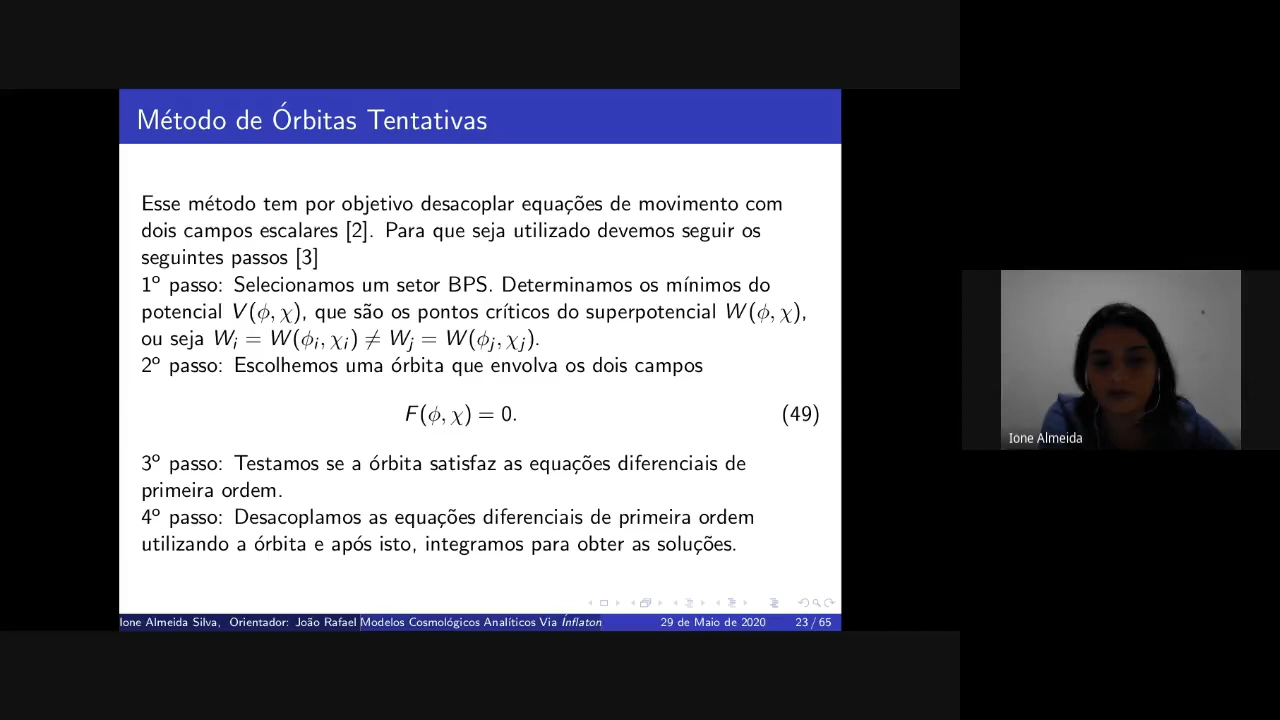 Método de Órbitas Tentativas
Esse método tem por objetivo desacoplar equações de movimento com
dois campos escalares [2]. Para que seja utilizado devemos seguir os
seguintes passos [3]
1º passo: Selecionamos um setor BPS. Determinamos os mínimos do
potencial V(ϕ, χ), que são os pontos críticos do superpotencial W(ϕ, χ),
ou seja Wᵢ = W(ϕᵢ, χᵢ) ≠ Wⱼ = W(ϕⱼ, χⱼ).
2º passo: Escolhemos uma órbita que envolva os dois campos
F(ϕ, χ) = 0. (49)
3º passo: Testamos se a órbita satisfaz as equações diferenciais de
primeira ordem.
4º passo: Desacoplamos as equações diferenciais de primeira ordem
utilizando a órbita e após isto, integramos para obter as soluções.
Ione Almeida Silva, Orientador: João Rafael Modelos Cosmológicos Analíticos Via Ínflaton 29 de Maio de 2020 23 / 65
Ione Almeida